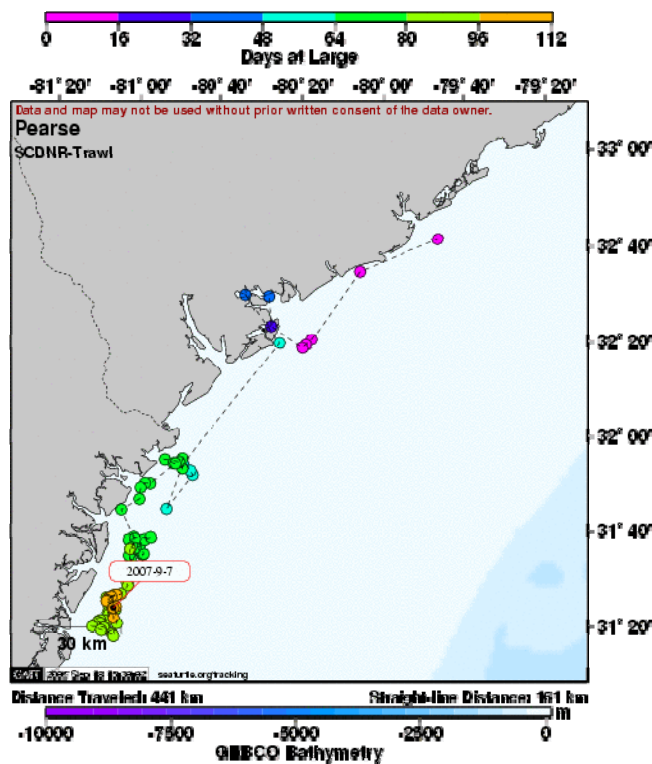 0 16 32 48 64 80 96 112
Days at Large
-81° 20' -81° 00' -80° 40' -80° 20' -80° 00' -79° 40' -79° 20'
Data and map may not be used without prior written consent of the data owner.
Pearse
SCDNR-Trawl
33° 00'
32° 40'
32° 20'
32° 00'
31° 40'
2007-9-7
31° 20'
30 km
seaturtle.org/tracking
Distance Traveled: 441 km Straight-line Distance: 161 km
m
-10000 -7500 -5000 -2500 0
GEBCO Bathymetry